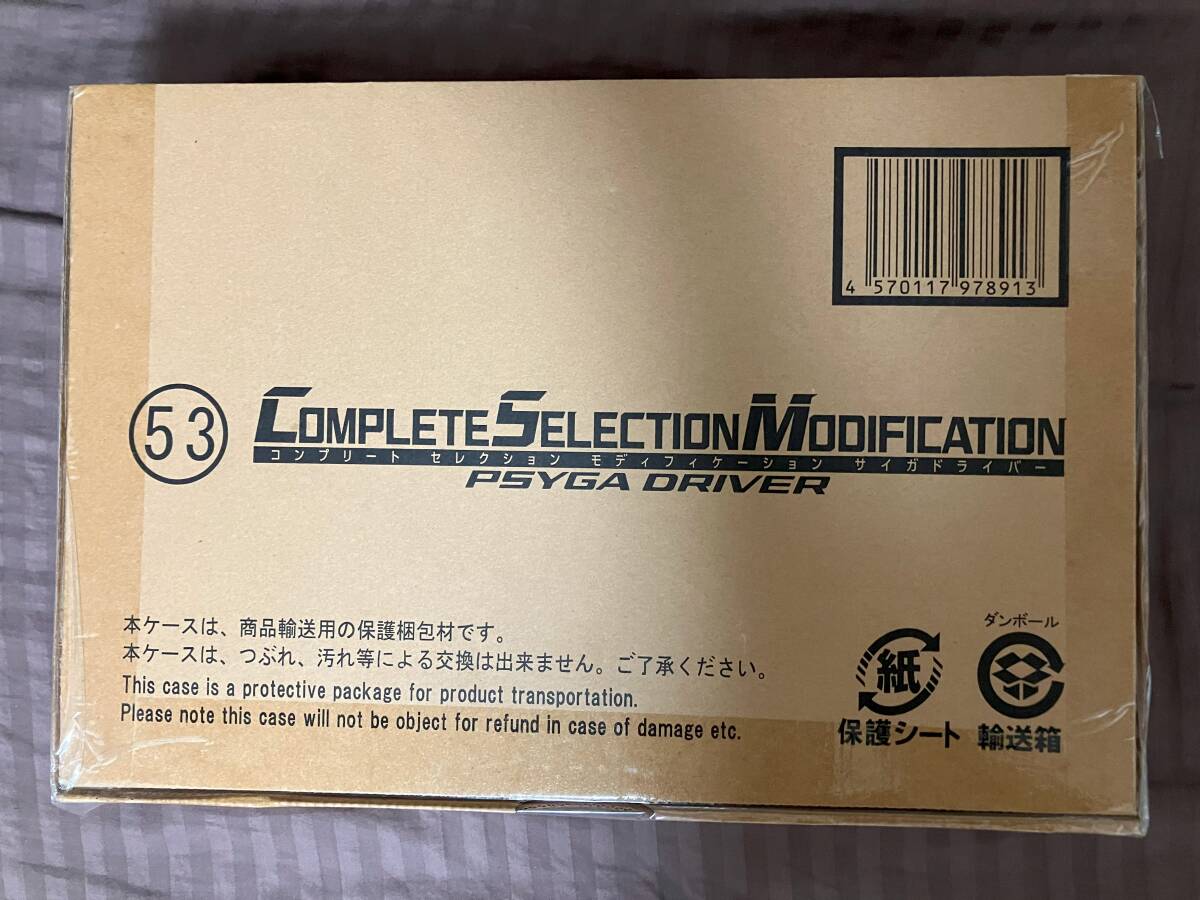 4 570117 978913
53
COMPLETE SELECTION MODIFICATION
コンプリート セレクション モディフィケーション サイガドライバー
PSYGA DRIVER
本ケースは、商品輸送用の保護梱包材です。
本ケースは、つぶれ、汚れ等による交換は出来ません。ご了承ください。
This case is a protective package for product transportation.
Please note this case will not be object for refund in case of damage etc.
紙
保護シート
ダンボール
輸送箱